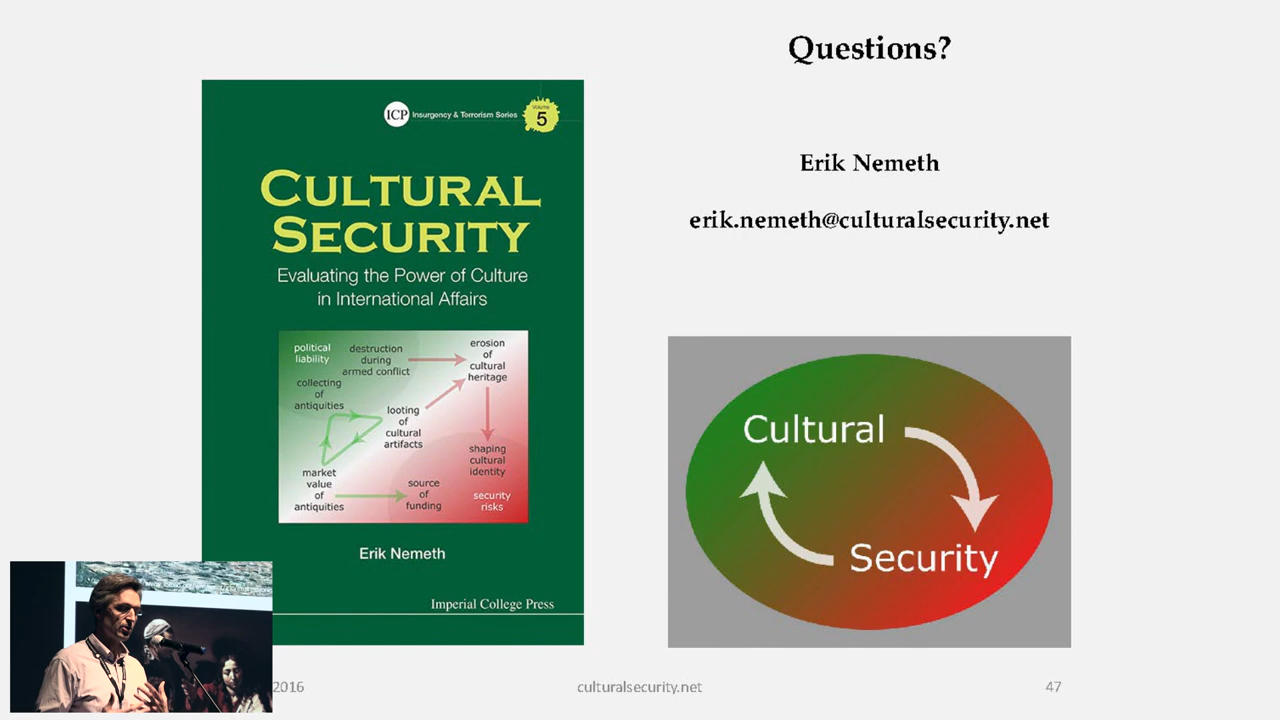 Questions?
ICP Insurgency & Terrorism Series
Volume
5
CULTURAL
SECURITY
Evaluating the Power of Culture
in International Affairs
political
liability
destruction
during
armed conflict
erosion
of
cultural
heritage
collecting
of
antiquities
looting
of
cultural
artifacts
shaping
cultural
identity
market
value
of
antiquities
source
of
funding
security
risks
Erik Nemeth
Imperial College Press
Erik Nemeth
erik.nemeth@culturalsecurity.net
Cultural
Security
2016
culturalsecurity.net
47